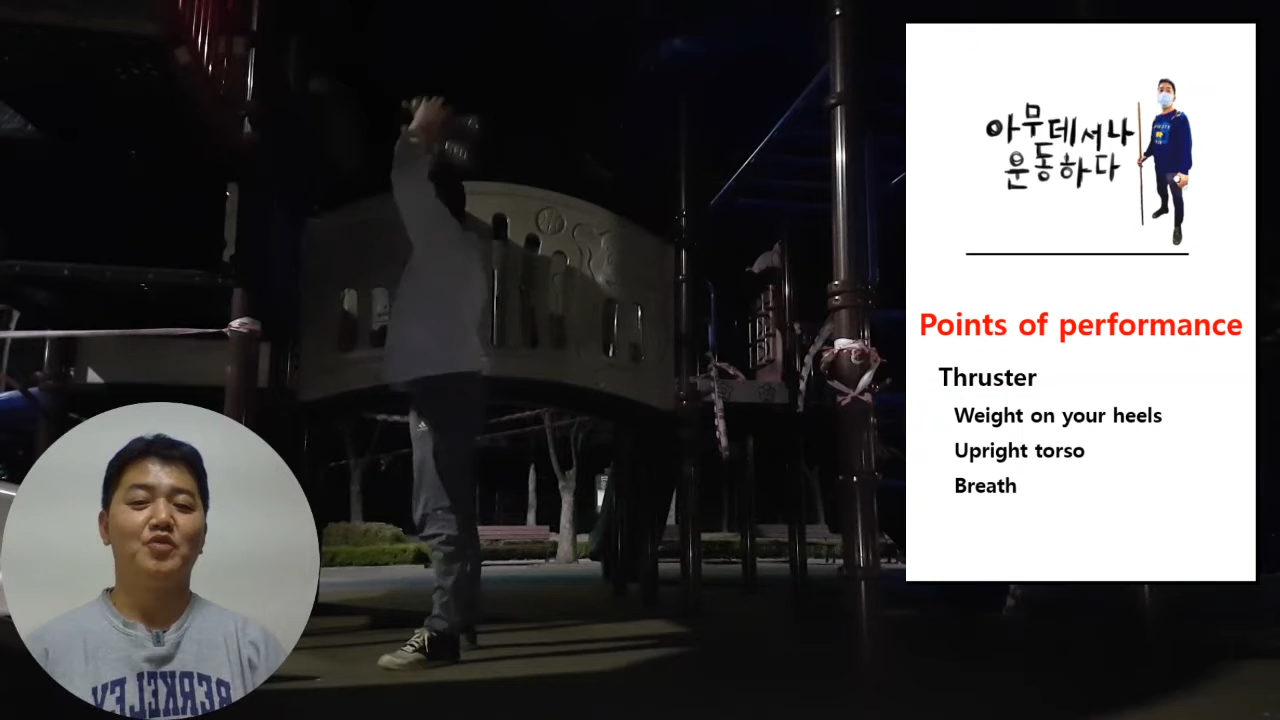 아무데서나
운동하다
Points of performance
Thruster
Weight on your heels
Upright torso
Breath
BERKELEY